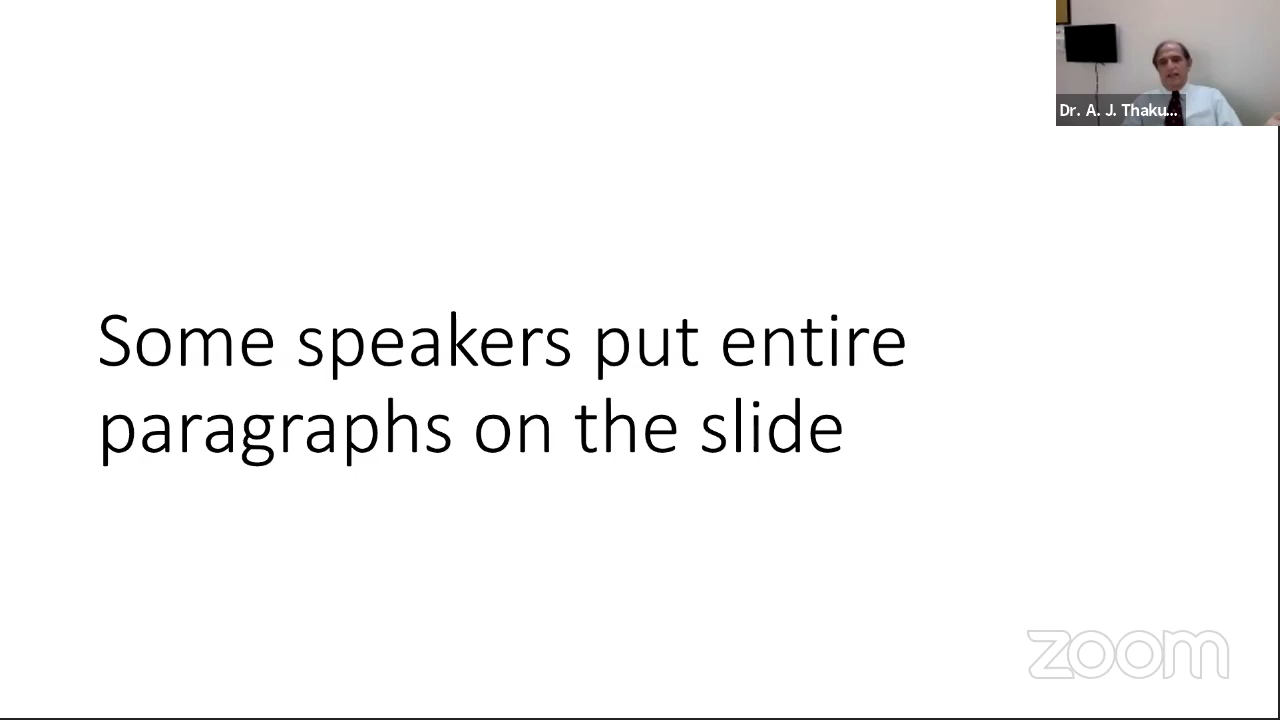 Dr. A. J. Thaku...
Some speakers put entire
paragraphs on the slide
zoom